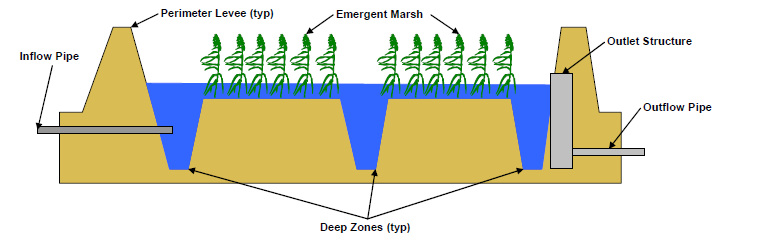 Perimeter Levee (typ)
Emergent Marsh
Outlet Structure
Inflow Pipe
Outflow Pipe
Deep Zones (typ)